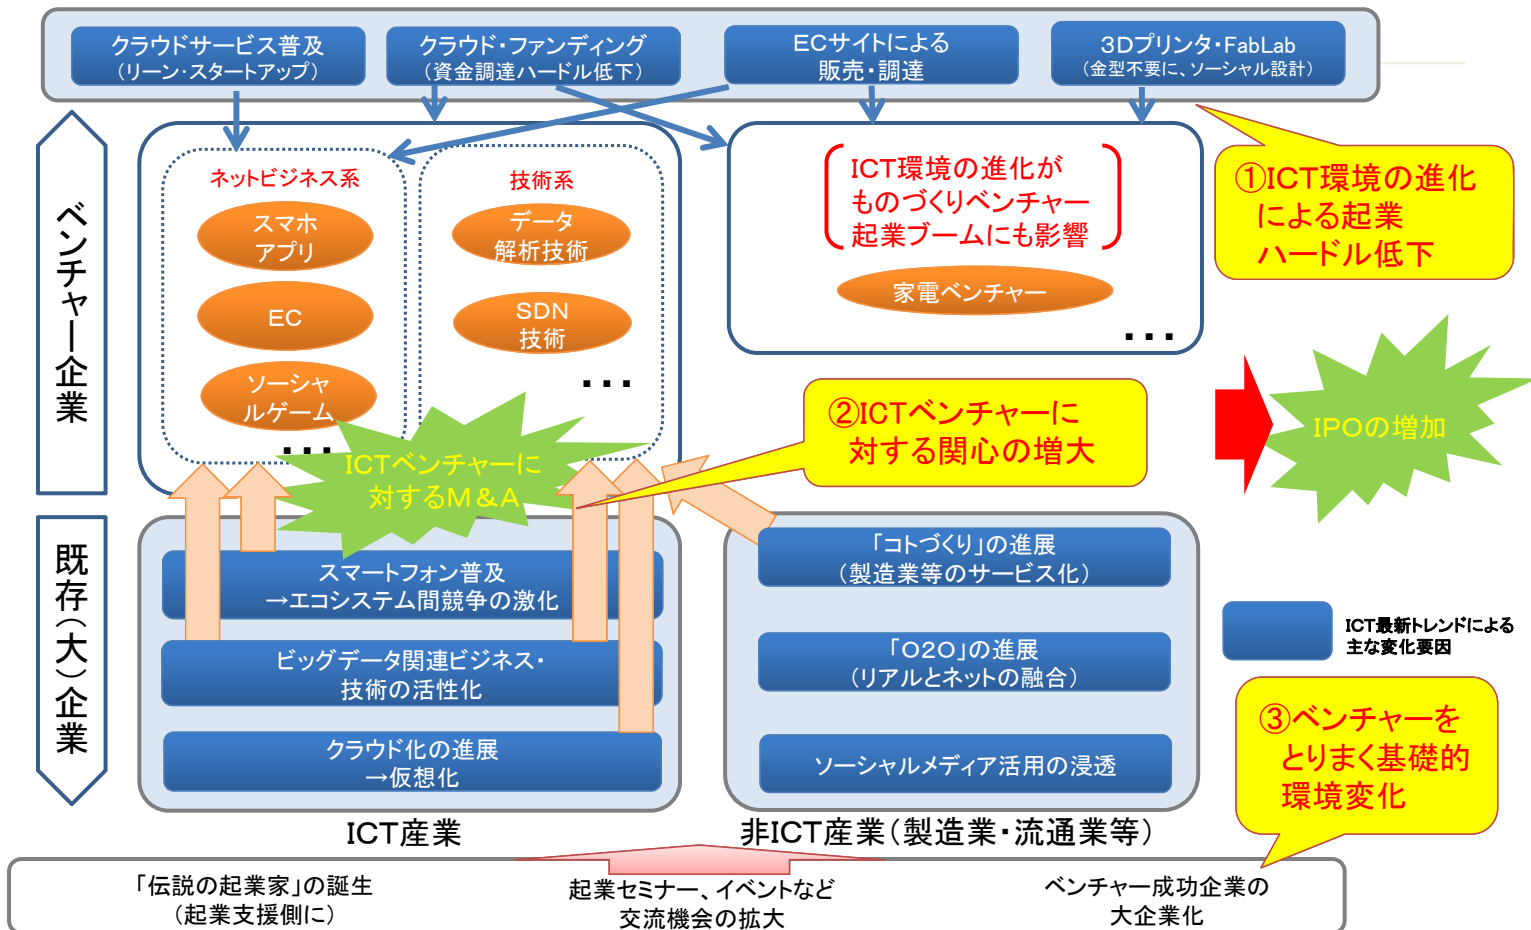 クラウドサービス普及
(リーン・スタートアップ)
クラウド・ファンディング
(資金調達ハードル低下)
ECサイトによる
販売・調達
3Dプリンタ・FabLab
(金型不要に、ソーシャル設計)
ベンチャー企業
ネットビジネス系
スマホ
アプリ
EC
ソーシャ
ルゲーム
...
技術系
データ
解析技術
SDN
技術
...
ICT環境の進化が
ものづくりベンチャー
起業ブームにも影響
家電ベンチャー
...
①ICT環境の進化
による起業
ハードル低下
②ICTベンチャーに
対する関心の増大
IPOの増加
ICTベンチャーに
対するM&A
既存(大)企業
スマートフォン普及
→エコシステム間競争の激化
ビッグデータ関連ビジネス・
技術の活性化
クラウド化の進展
→仮想化
ICT産業
「コトづくり」の進展
(製造業等のサービス化)
「O2O」の進展
(リアルとネットの融合)
ソーシャルメディア活用の浸透
非ICT産業(製造業・流通業等)
ICT最新トレンドによる
主な変化要因
③ベンチャーを
とりまく基礎的
環境変化
「伝説の起業家」の誕生
(起業支援側に)
起業セミナー、イベントなど
交流機会の拡大
ベンチャー成功企業の
大企業化